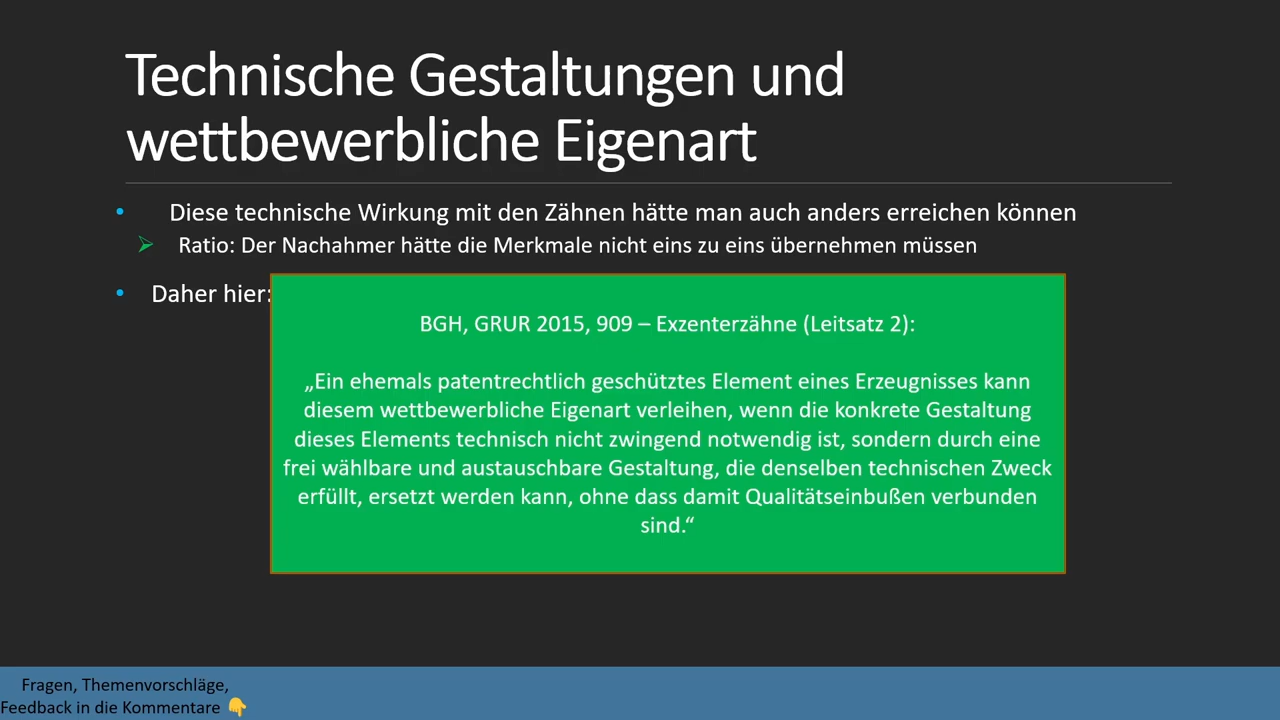 Technische Gestaltungen und
wettbewerbliche Eigenart
• Diese technische Wirkung mit den Zähnen hätte man auch anders erreichen können
➢ Ratio: Der Nachahmer hätte die Merkmale nicht eins zu eins übernehmen müssen
• Daher hier:
BGH, GRUR 2015, 909 – Exzenterzähne (Leitsatz 2):
„Ein ehemals patentrechtlich geschütztes Element eines Erzeugnisses kann
diesem wettbewerbliche Eigenart verleihen, wenn die konkrete Gestaltung
dieses Elements technisch nicht zwingend notwendig ist, sondern durch eine
frei wählbare und austauschbare Gestaltung, die denselben technischen Zweck
erfüllt, ersetzt werden kann, ohne dass damit Qualitätseinbußen verbunden
sind.“
Fragen, Themenvorschläge,
Feedback in die Kommentare 👇